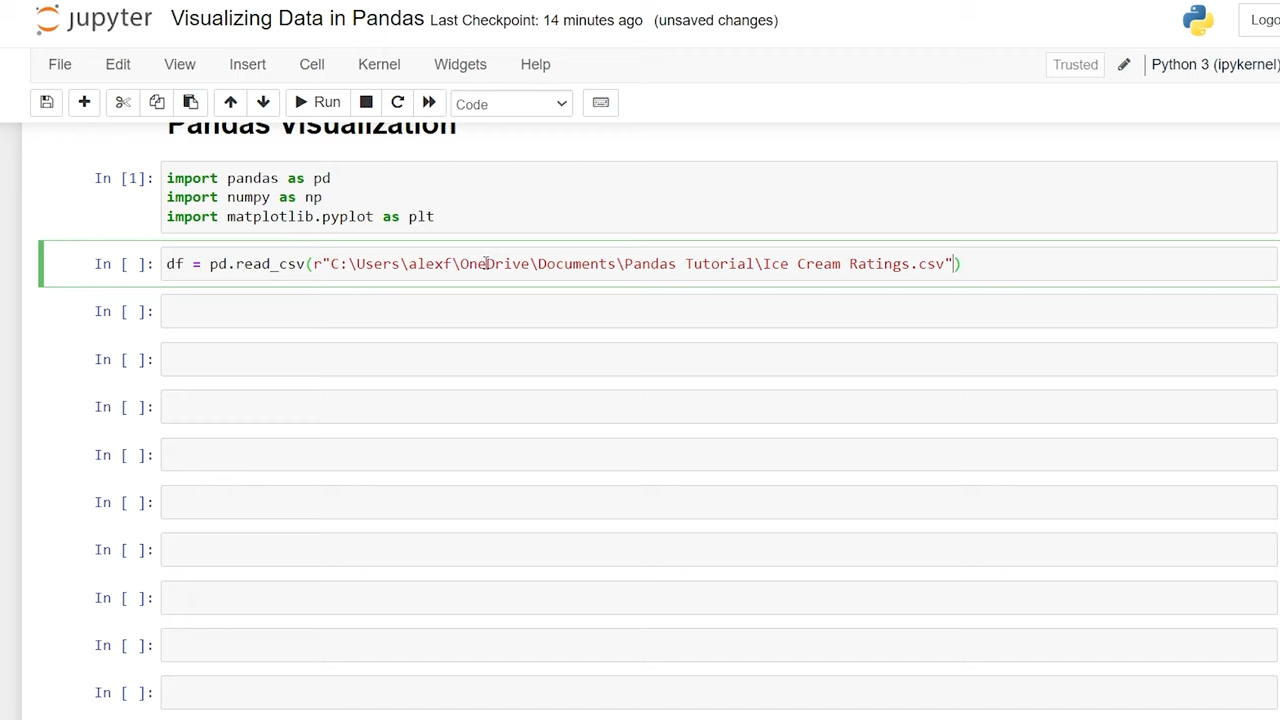 jupyter Visualizing Data in Pandas Last Checkpoint: 14 minutes ago (unsaved changes)
File Edit View Insert Cell Kernel Widgets Help Trusted Python 3 (ipykernel)
Run Code
Pandas Visualization
In [1]: import pandas as pd
import numpy as np
import matplotlib.pyplot as plt
In [ ]: df = pd.read_csv(r"C:\Users\alexf\OneDrive\Documents\Pandas Tutorial\Ice Cream Ratings.csv")
In [ ]:
In [ ]:
In [ ]:
In [ ]:
In [ ]:
In [ ]:
In [ ]:
In [ ]:
In [ ]: